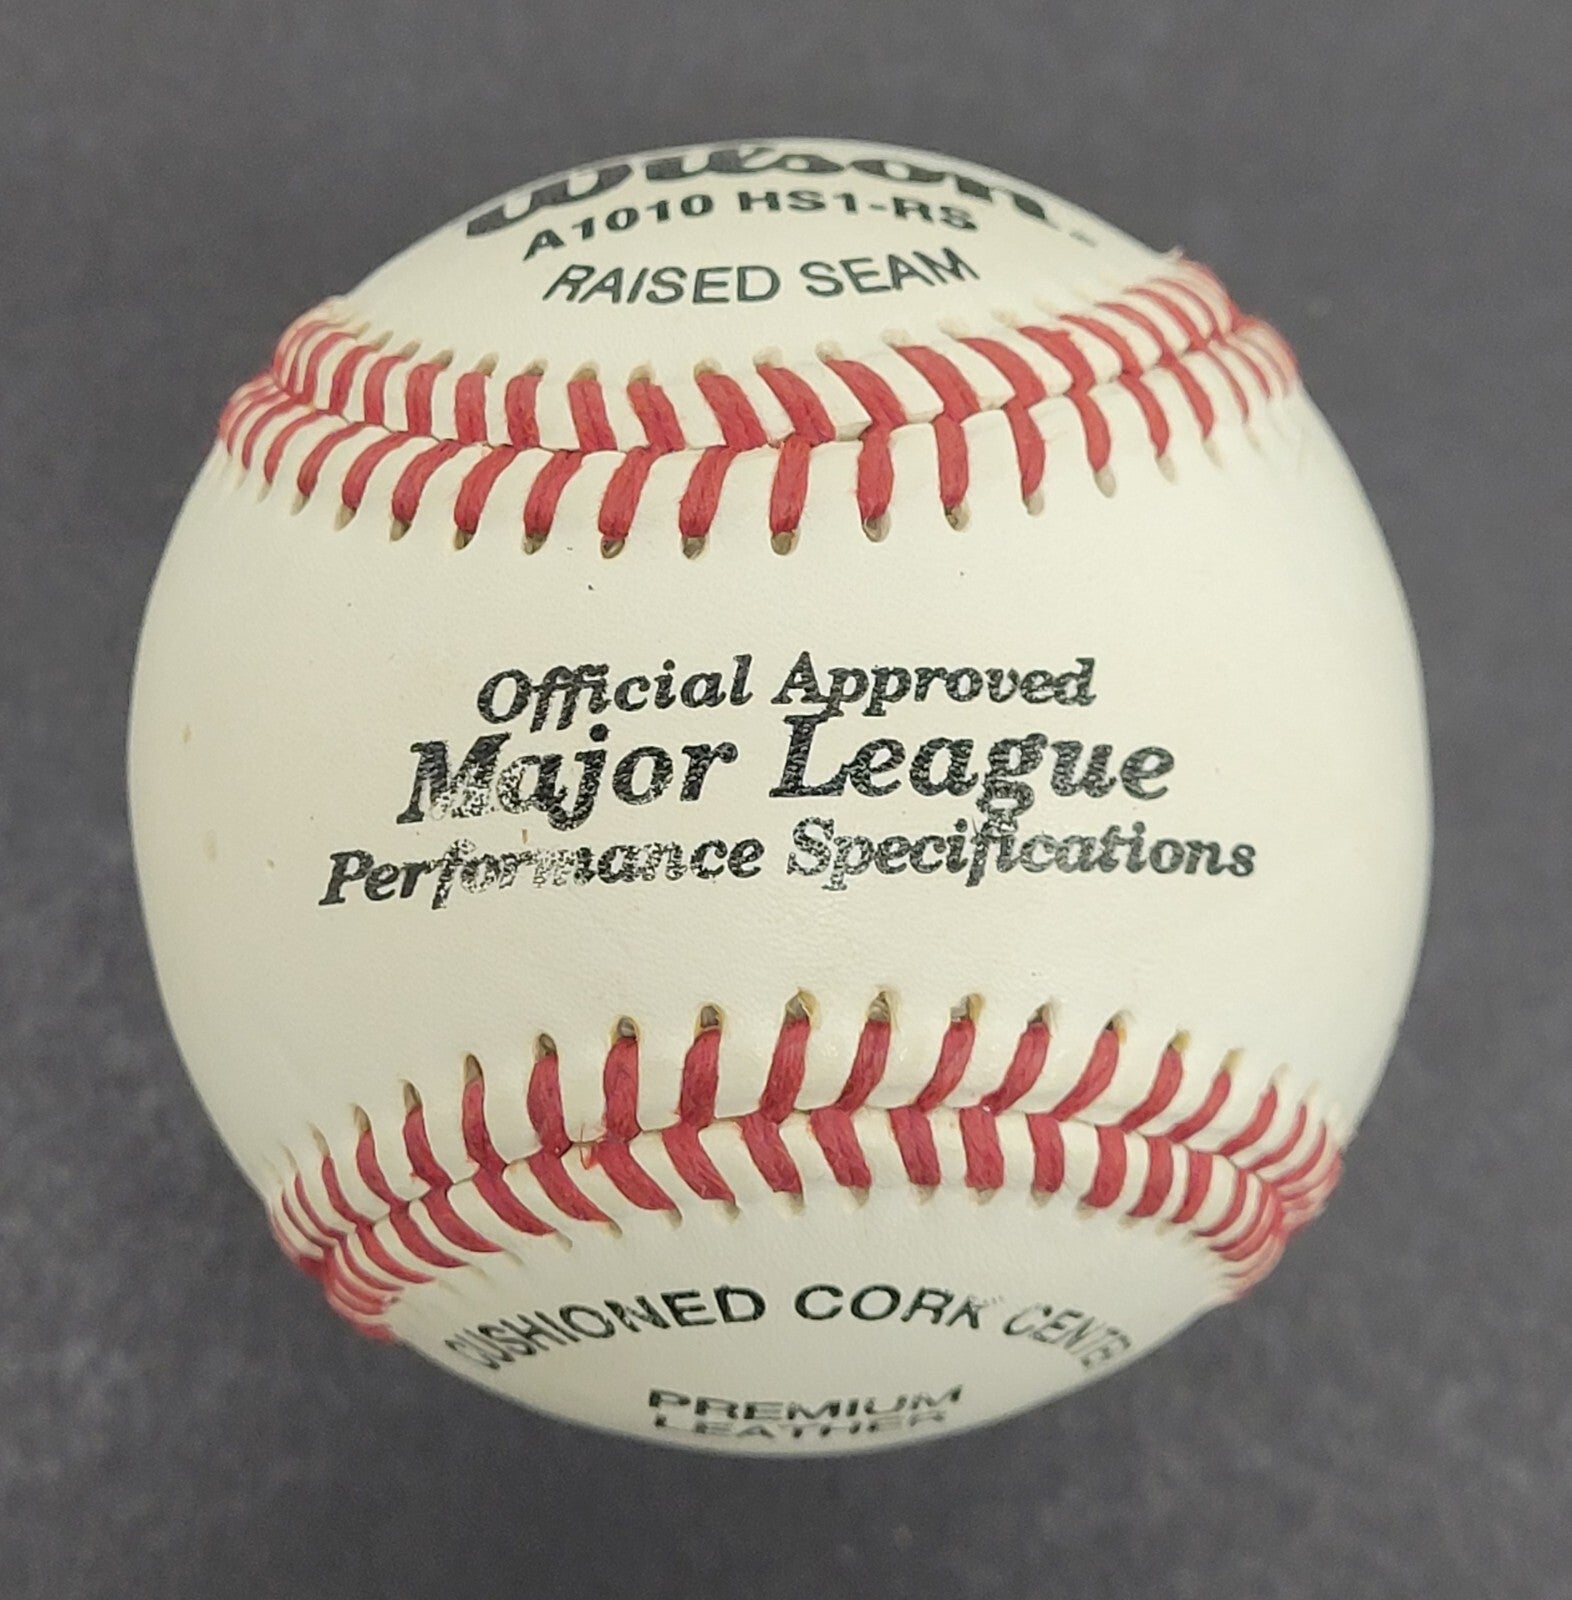 Wilson
A1010 HS1-RS
RAISED SEAM
Official Approved
Major League
Performance Specifications
CUSHIONED CORK CENTER
PREMIUM
LEATHER